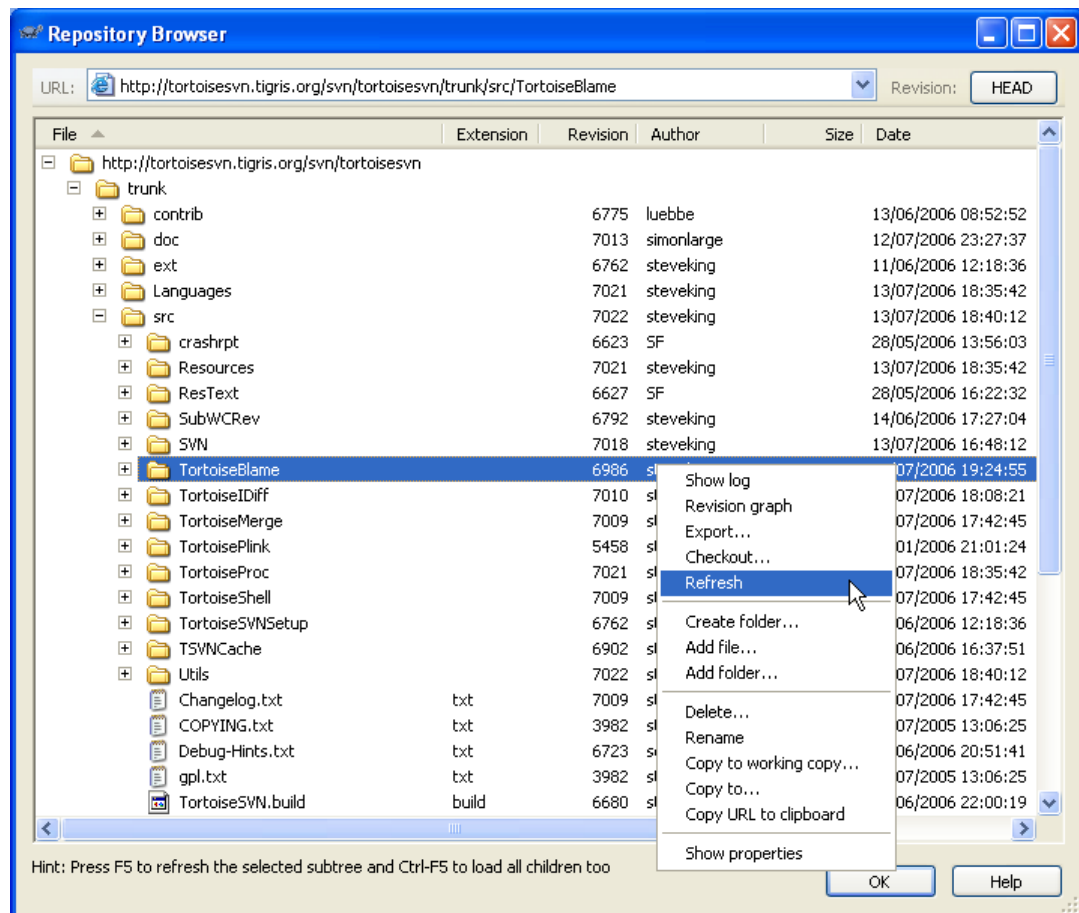 Repository Browser
URL: http://tortoisesvn.tigris.org/svn/tortoisesvn/trunk/src/TortoiseBlame Revision: HEAD
File Extension Revision Author Size Date
http://tortoisesvn.tigris.org/svn/tortoisesvn
trunk
contrib 6775 luebbe 13/06/2006 08:52:52
doc 7013 simonlarge 12/07/2006 23:27:37
ext 6762 steveking 11/06/2006 12:18:36
Languages 7021 steveking 13/07/2006 18:35:42
src 7022 steveking 13/07/2006 18:40:12
crashrpt 6623 SF 28/05/2006 13:56:03
Resources 7021 steveking 13/07/2006 18:35:42
ResText 6627 SF 28/05/2006 16:22:32
SubWCRev 6792 steveking 14/06/2006 17:27:04
SVN 7018 steveking 13/07/2006 16:48:12
TortoiseBlame 6986 07/2006 19:24:55
TortoiseIDiff 7010 07/2006 18:08:21
TortoiseMerge 7009 07/2006 17:42:45
TortoisePlink 5458 01/2006 21:01:24
TortoiseProc 7021 07/2006 18:35:42
TortoiseShell 7009 07/2006 17:42:45
TortoiseSVNSetup 6762 06/2006 12:18:36
TSVNCache 6902 06/2006 16:37:51
Utils 7022 07/2006 18:40:12
Changelog.txt txt 7009 07/2006 17:42:45
COPYING.txt txt 3982 07/2005 13:06:25
Debug-Hints.txt txt 6723 06/2006 20:51:41
gpl.txt txt 3982 07/2005 13:06:25
TortoiseSVN.build build 6680 06/2006 22:00:19
Show log
Revision graph
Export...
Checkout...
Refresh
Create folder...
Add file...
Add folder...
Delete...
Rename
Copy to working copy...
Copy to...
Copy URL to clipboard
Show properties
Hint: Press F5 to refresh the selected subtree and Ctrl-F5 to load all children too
OK Help